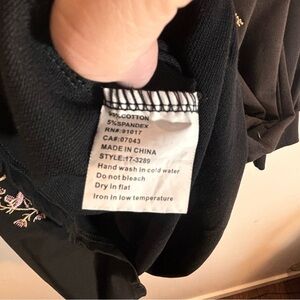 95%COTTON
5%SPANDEX
RN#:91017
CA#:07043
MADE IN CHINA
STYLE:17-3289
Hand wash in cold water
Do not bleach
Dry in flat
Iron in low temperature